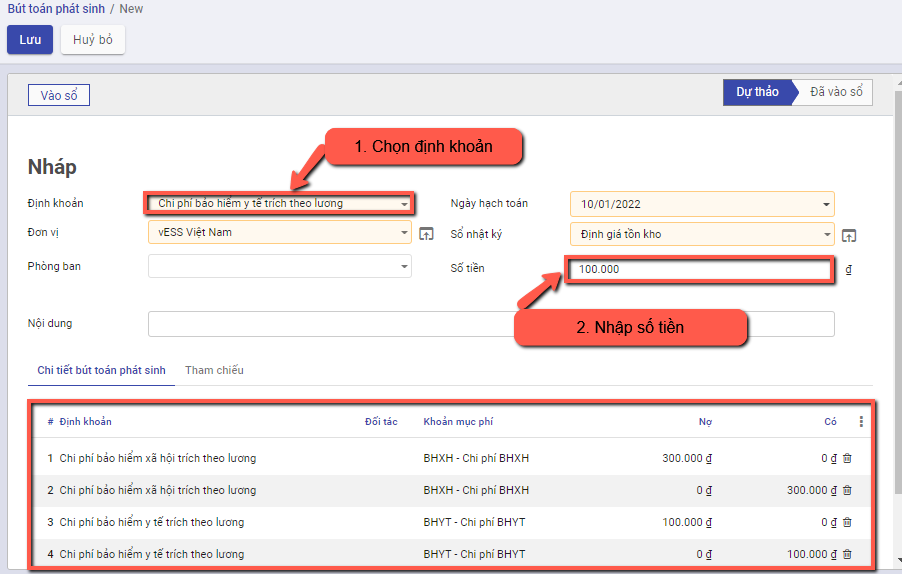 Bút toán phát sinh / New
Lưu Huỷ bỏ
Vào sổ Dự thảo Đã vào sổ
1. Chọn định khoản
Nháp
Định khoản Chi phí bảo hiểm y tế trích theo lương Ngày hạch toán 10/01/2022
Đơn vị vESS Việt Nam Sổ nhật ký Định giá tồn kho
Phòng ban Số tiền 100.000 ₫
Nội dung 2. Nhập số tiền
Chi tiết bút toán phát sinh Tham chiếu
# Định khoản Đối tác Khoản mục phí Nợ Có
1 Chi phí bảo hiểm xã hội trích theo lương BHXH - Chi phí BHXH 300.000 ₫ 0 ₫
2 Chi phí bảo hiểm xã hội trích theo lương BHXH - Chi phí BHXH 0 ₫ 300.000 ₫
3 Chi phí bảo hiểm y tế trích theo lương BHYT - Chi phí BHYT 100.000 ₫ 0 ₫
4 Chi phí bảo hiểm y tế trích theo lương BHYT - Chi phí BHYT 0 ₫ 100.000 ₫